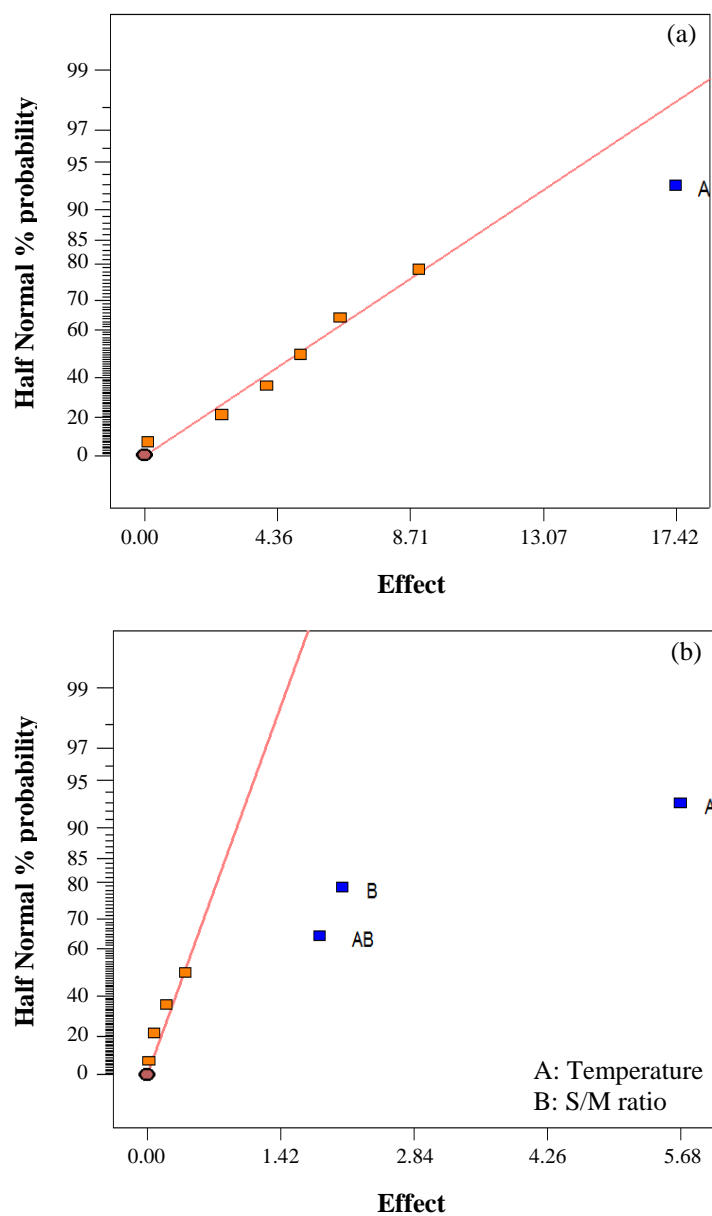 (a)
99
97
95
90
85
80
70
60
40
20
0
Half Normal % probability
A
0.00 4.36 8.71 13.07 17.42
Effect
(b)
99
97
95
90
85
80
70
60
40
20
0
Half Normal % probability
A
B
AB
A: Temperature
B: S/M ratio
0.00 1.42 2.84 4.26 5.68
Effect